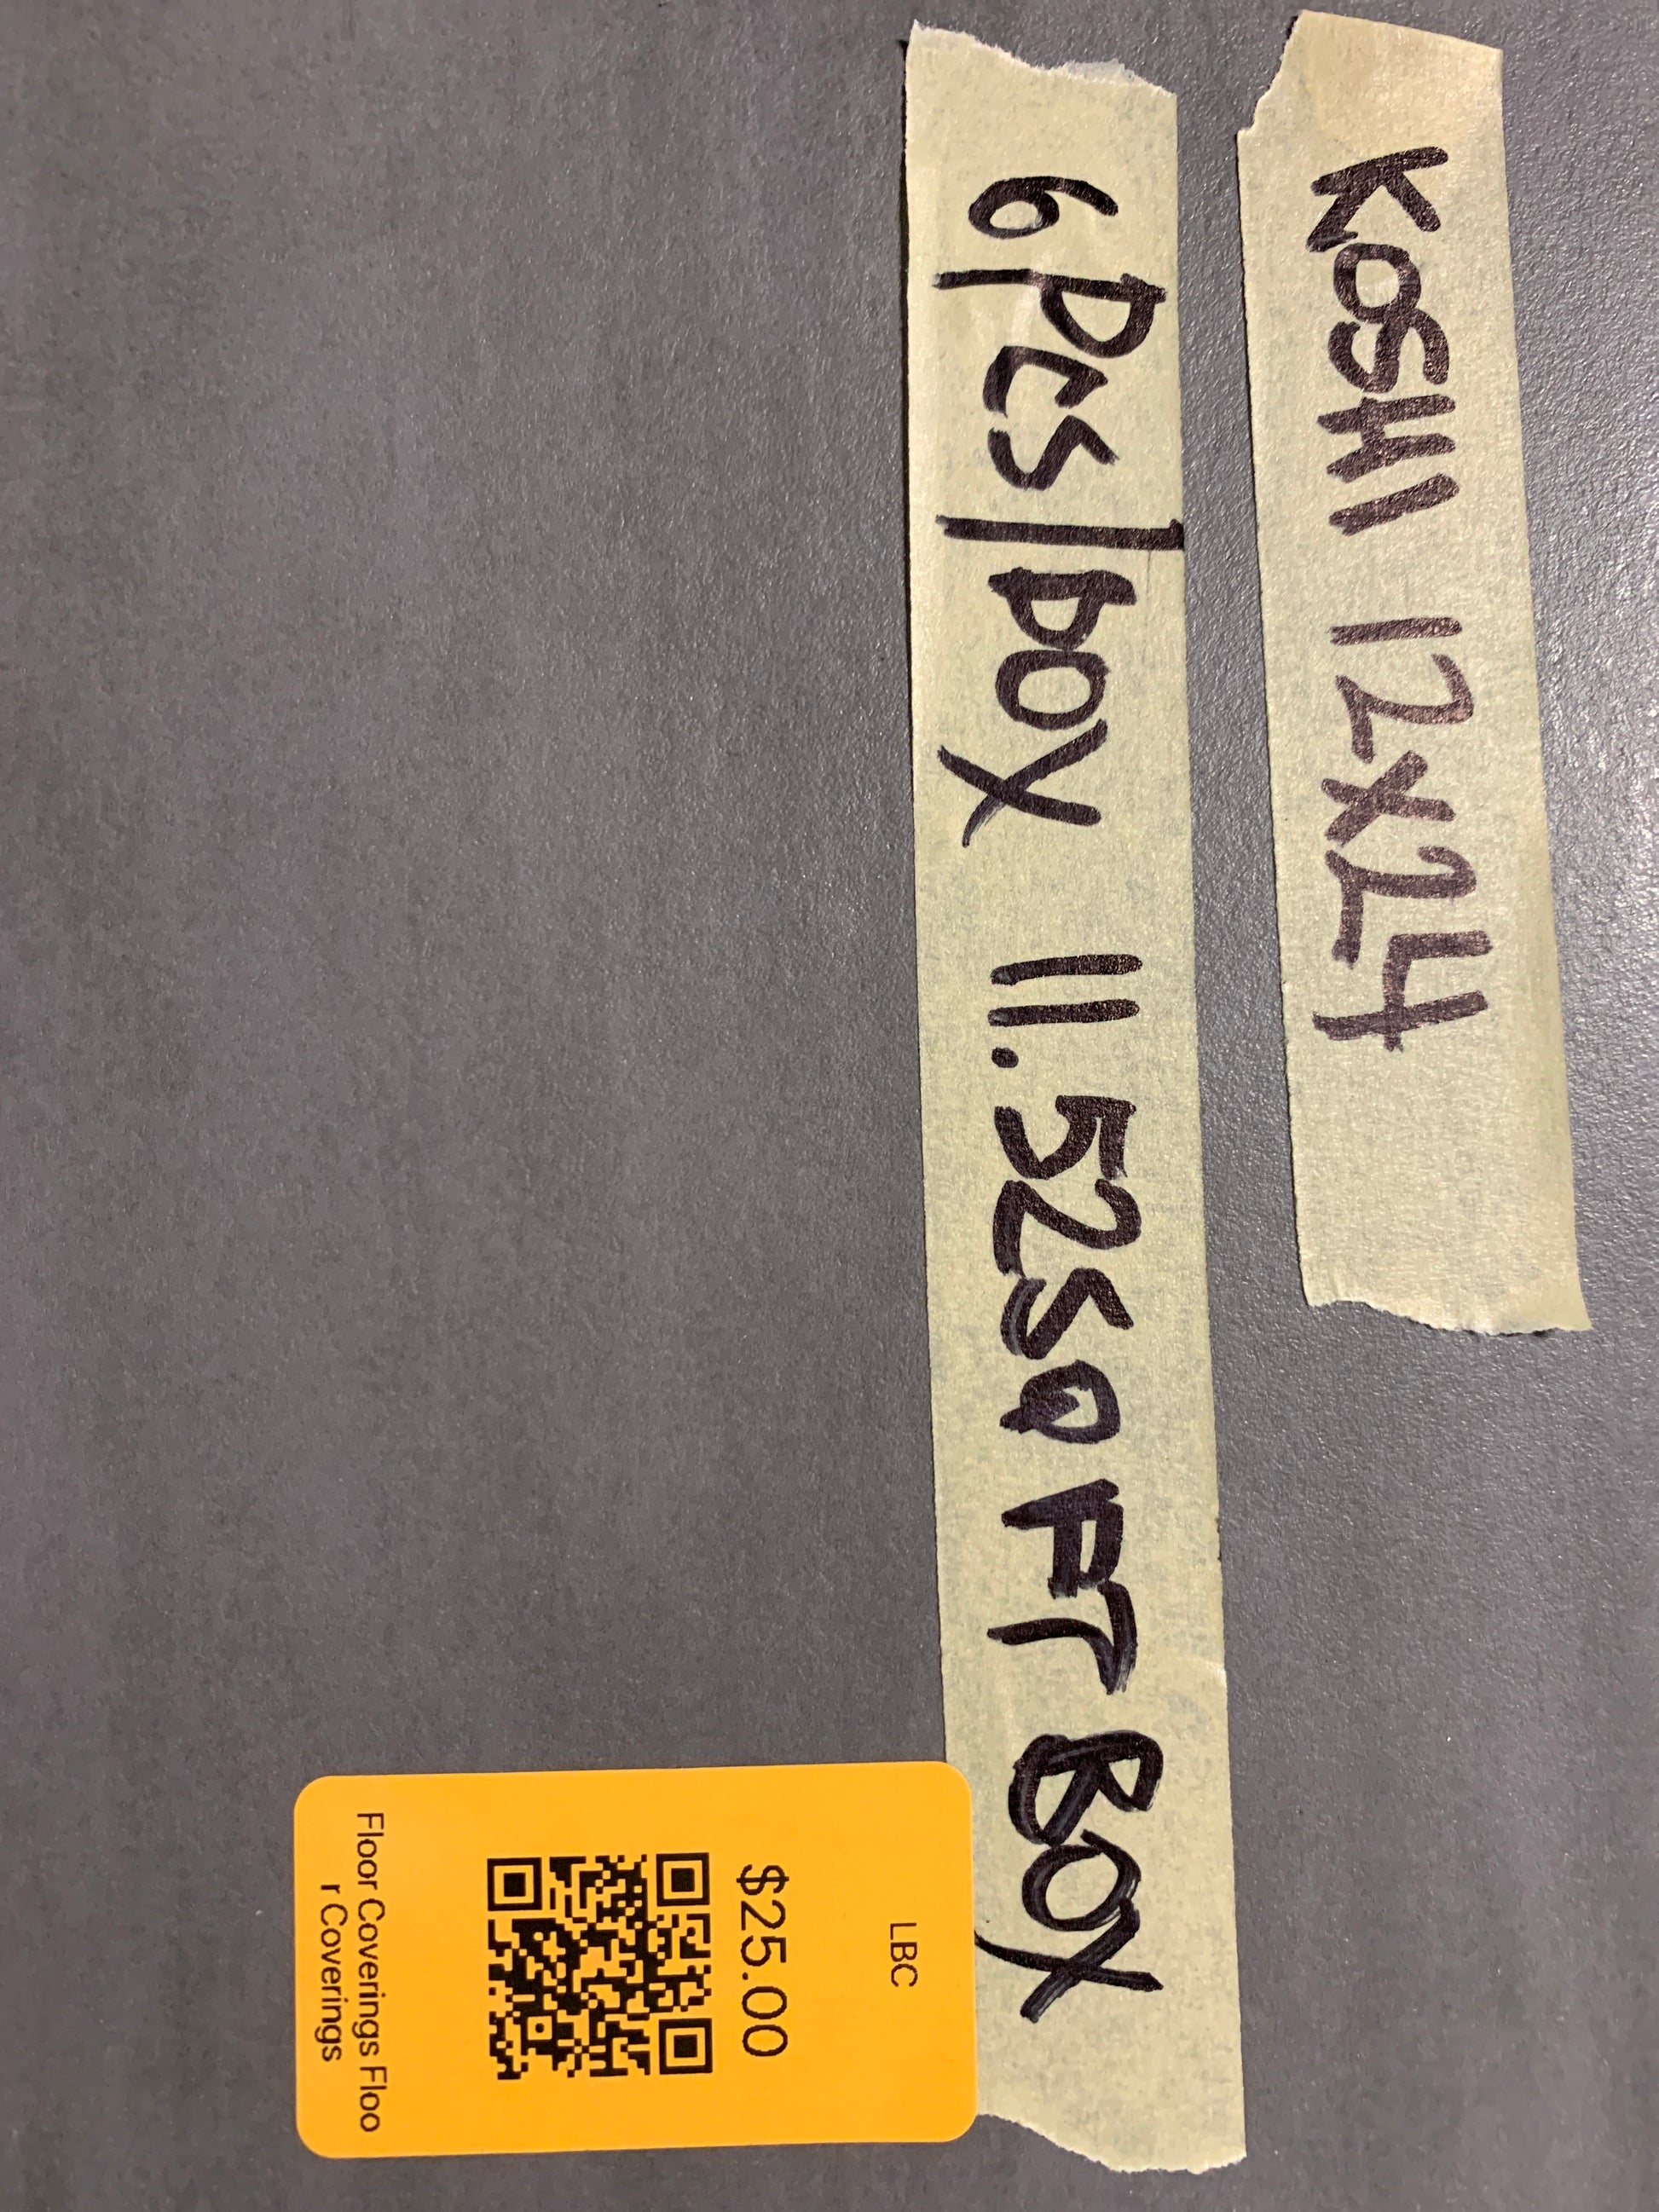 KOSHI 12x24
6 Pcs/box 11.52SQ FT BOX
LBC
$25.00
Floor Coverings Floo
r Coverings